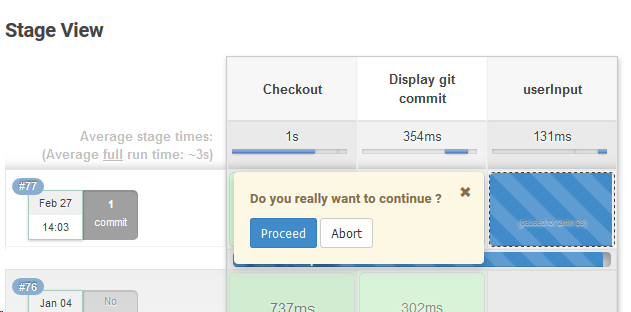 Stage View
Checkout
Display git
commit
userInput
Average stage times:
(Average full run time: ~3s)
1s
354ms
131ms
#77
Feb 27
14:03
1
commit
Do you really want to continue ?
✖
Proceed
Abort
(paused for 2min 2s)
#76
Jan 04
No
737ms
302ms